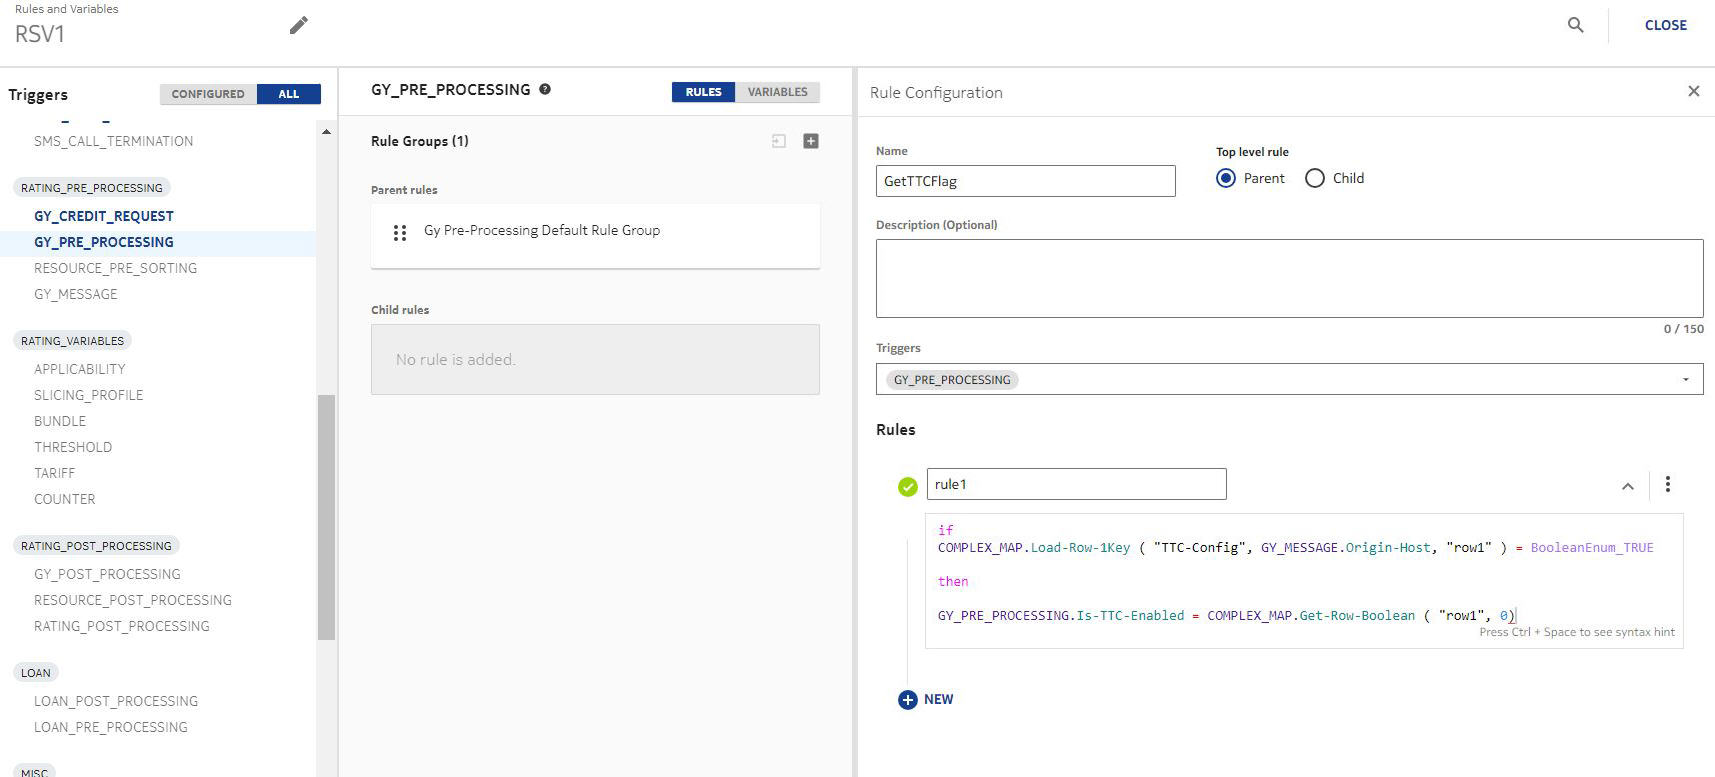 Rules and Variables
RSV1
CLOSE
Triggers
CONFIGURED
ALL
SMS_CALL_TERMINATION
RATING_PRE_PROCESSING
GY_CREDIT_REQUEST
GY_PRE_PROCESSING
RESOURCE_PRE_SORTING
GY_MESSAGE
RATING_VARIABLES
APPLICABILITY
SLICING_PROFILE
BUNDLE
THRESHOLD
TARIFF
COUNTER
RATING_POST_PROCESSING
GY_POST_PROCESSING
RESOURCE_POST_PROCESSING
RATING_POST_PROCESSING
LOAN
LOAN_POST_PROCESSING
LOAN_PRE_PROCESSING
MISC
GY_PRE_PROCESSING ?
RULES
VARIABLES
Rule Groups (1)
Parent rules
Gy Pre-Processing Default Rule Group
Child rules
No rule is added.
Rule Configuration
Name
GetTTCFlag
Top level rule
Parent
Child
Description (Optional)
0 / 150
Triggers
GY_PRE_PROCESSING
Rules
rule1
if
COMPLEX_MAP.Load-Row-1Key ( "TTC-Config", GY_MESSAGE.Origin-Host, "row1" ) = BooleanEnum_TRUE
then
GY_PRE_PROCESSING.Is-TTC-Enabled = COMPLEX_MAP.Get-Row-Boolean ( "row1", 0)
Press Ctrl + Space to see syntax hint
NEW